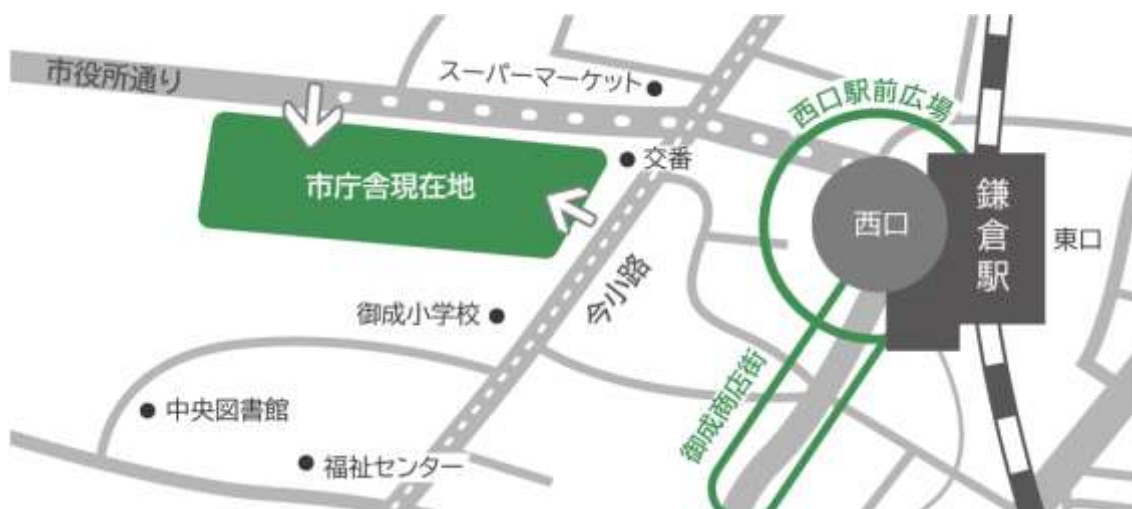 市役所通り
スーパーマーケット
西口駅前広場
市庁舎現在地
交番
西口
鎌倉駅
東口
御成小学校
今小路
御成商店街
中央図書館
福祉センター